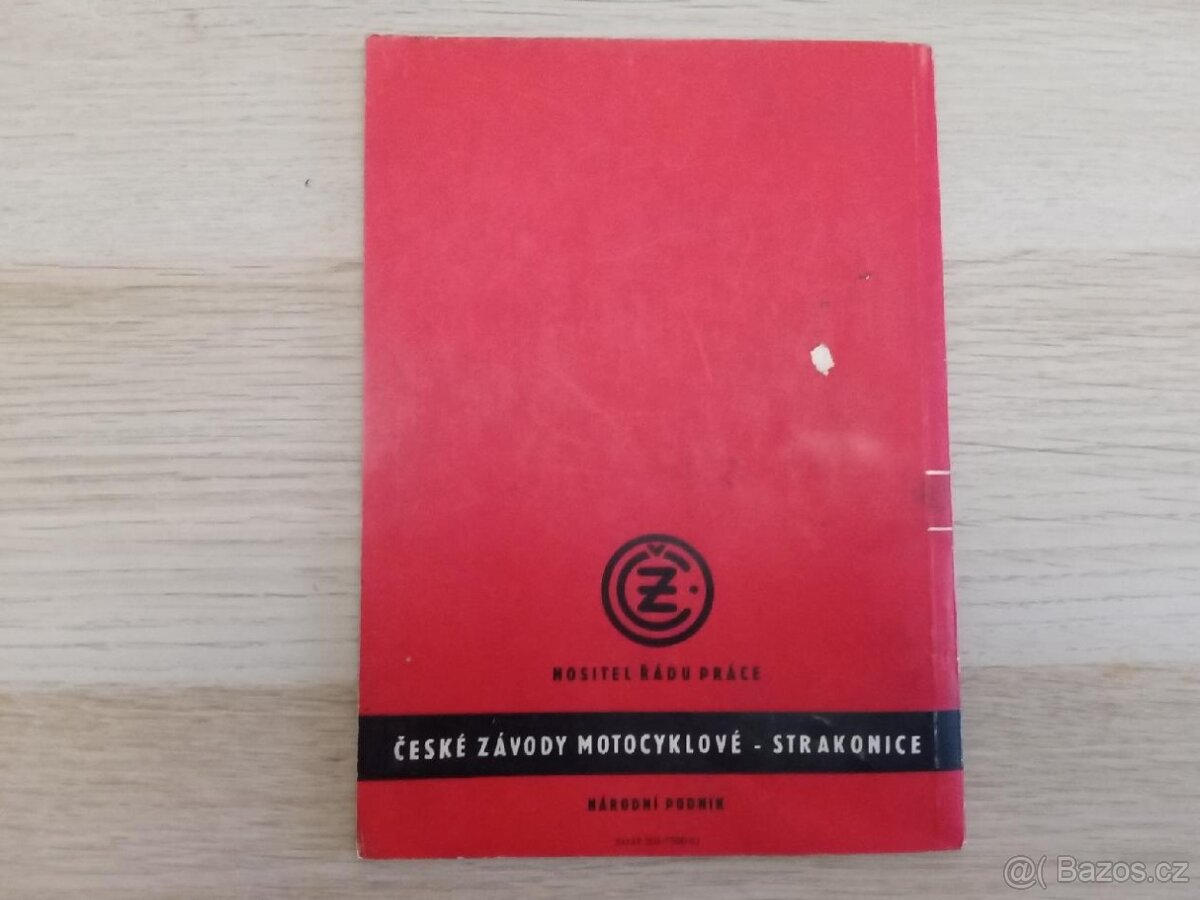 ČZ
NOSITEL ŘÁDU PRÁCE
ČESKÉ ZÁVODY MOTOCYKLOVÉ - STRAKONICE
NÁRODNÍ PODNIK
@( Bazos.cz